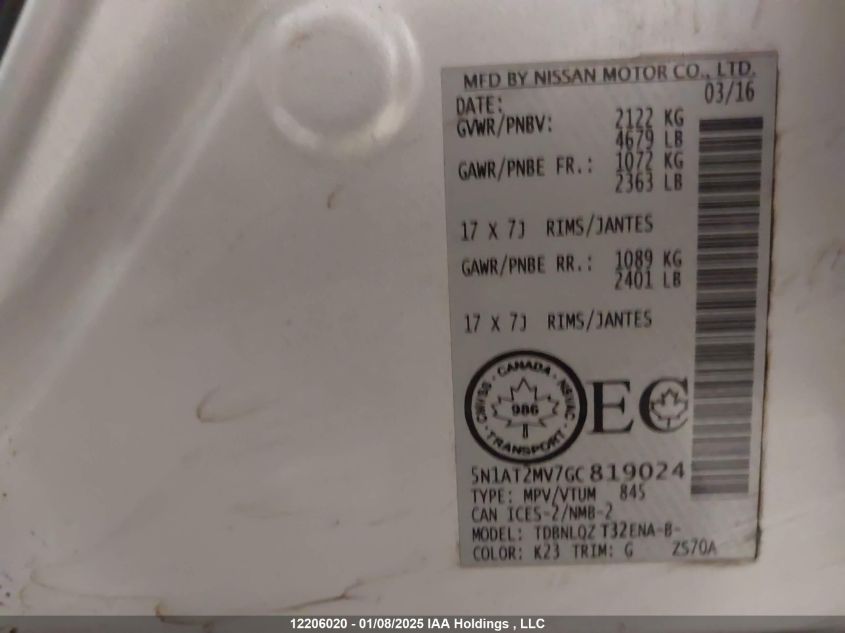 MFD BY NISSAN MOTOR CO., LTD.
DATE: 03/16
GVWR/PNBV: 2122 KG
4679 LB
GAWR/PNBE FR.: 1072 KG
2363 LB
17 X 7J RIMS/JANTES
GAWR/PNBE RR.: 1089 KG
2401 LB
17 X 7J RIMS/JANTES
CANADA
CMVSS NSVAC
986
TRANSPORT
EC
5N1AT2MV7GC819024
TYPE: MPV/VTUM 845
CAN ICES-2/NMB-2
MODEL: TDBNLQZ T32ENA-B-
COLOR: K23 TRIM: G ZS70A
12206020 - 01/08/2025 IAA Holdings , LLC